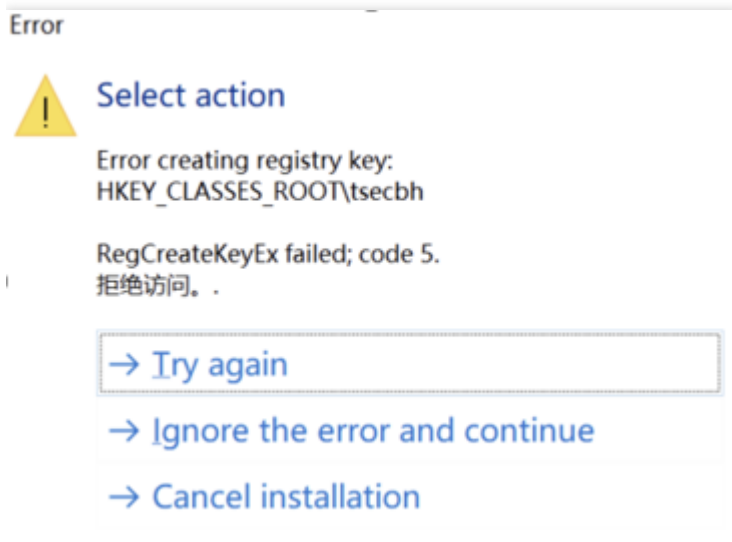 Error
Select action
Error creating registry key:
HKEY_CLASSES_ROOT\tsecbh
RegCreateKeyEx failed; code 5.
拒绝访问。.
→ Try again
→ Ignore the error and continue
→ Cancel installation